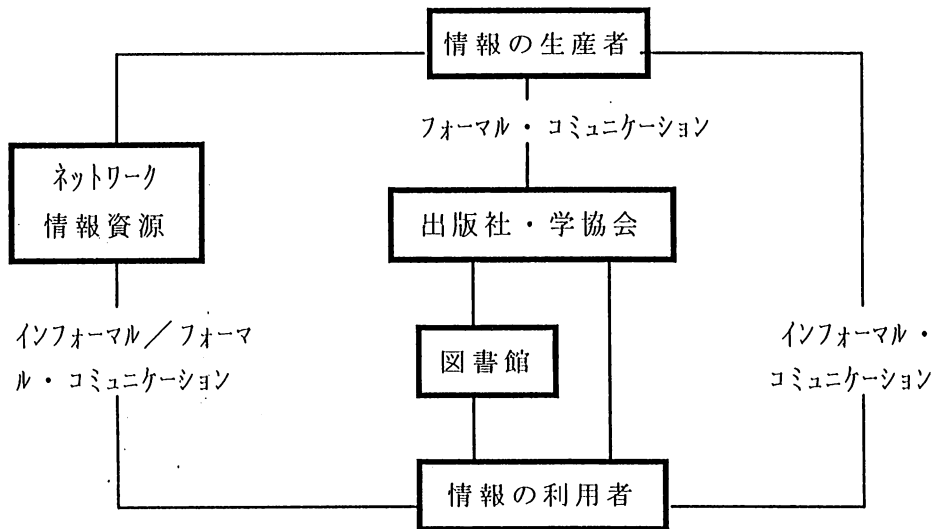 情報の生産者
フォーマル・コミュニケーション
ネットワーク
情報資源
出版社・学協会
インフォーマル／フォーマ
ル・コミュニケーション
図書館
インフォーマル・
コミュニケーション
情報の利用者